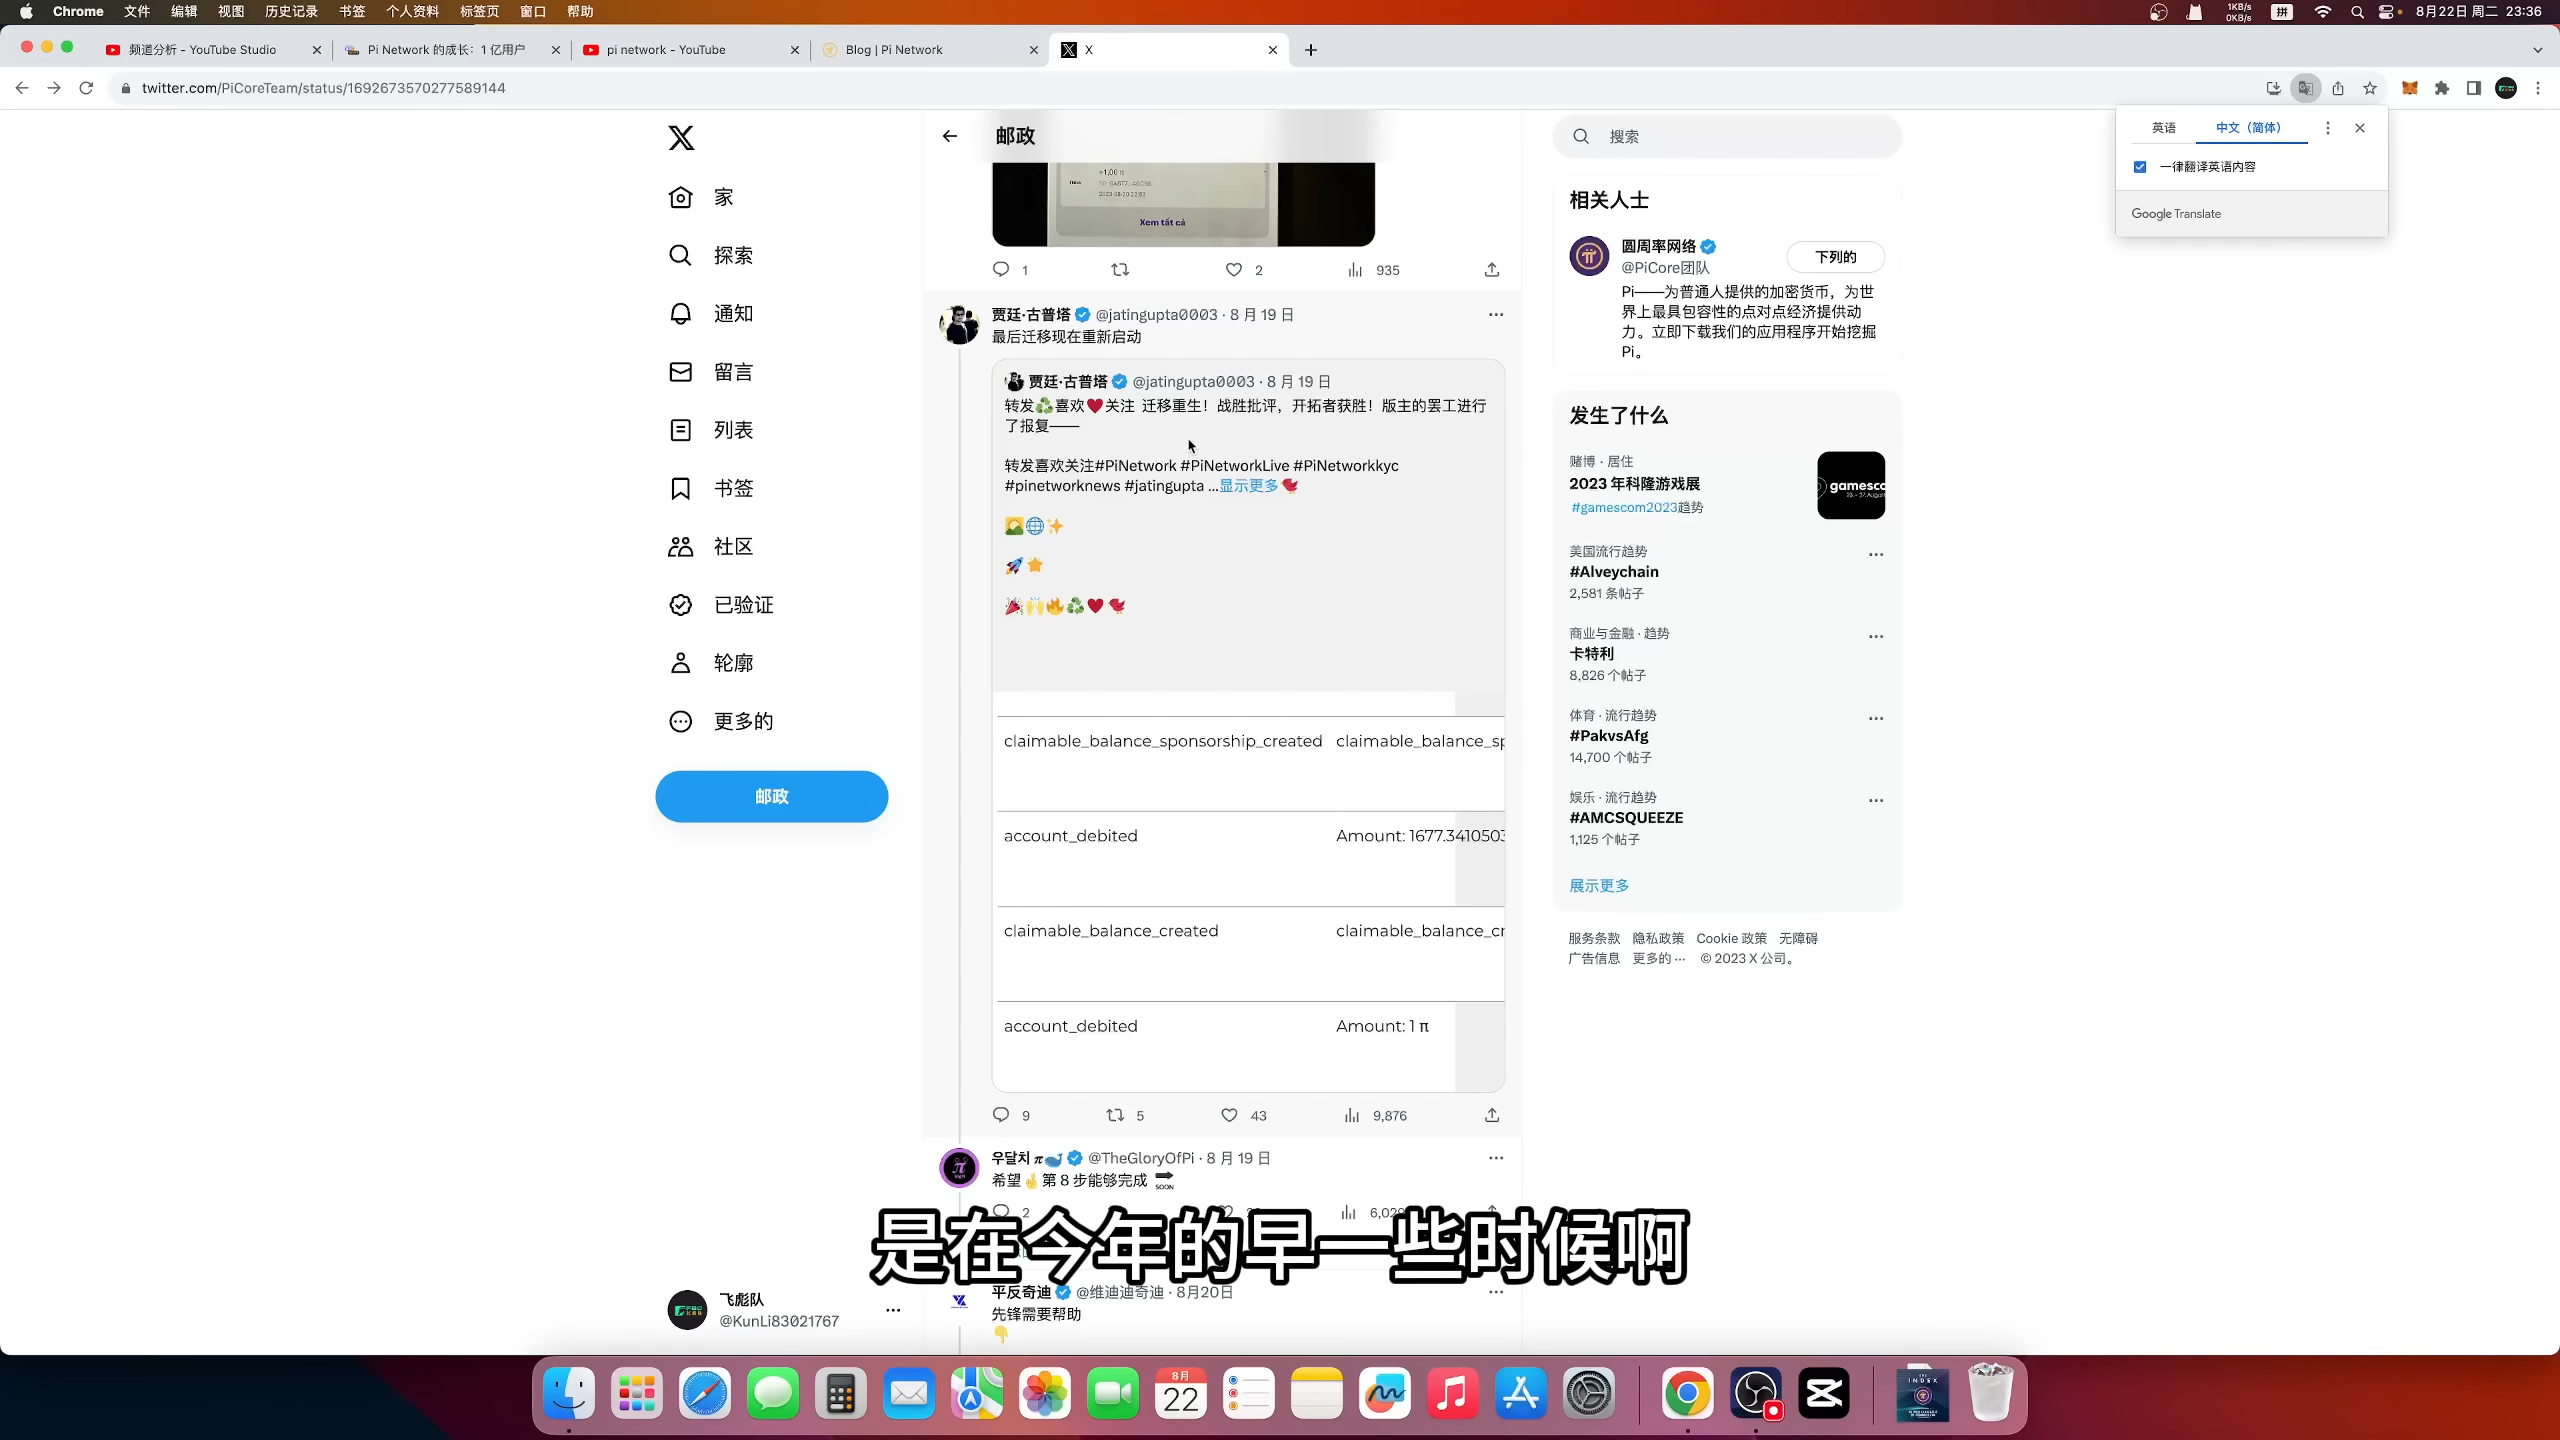 Chrome 文件 编辑 视图 历史记录 书签 个人资料 标签页 窗口 帮助
1KB/s
0KB/s
拼
8月22日 周二 23:36
频道分析 - YouTube Studio
Pi Network 的成长：1 亿用户
pi network - YouTube
Blog | Pi Network
X
twitter.com/PiCoreTeam/status/1692673570277589144
英语 中文（简体）
一律翻译英语内容
Google Translate
家
探索
通知
留言
列表
书签
社区
已验证
轮廓
更多的
邮政
飞彪队
@KunLi83021767
邮政
+1,00 π
2023-08-20 22:53
Xem tất cả
1 2 935
贾廷·古普塔 @jatingupta0003 · 8 月 19 日
最后迁移现在重新启动
贾廷·古普塔 @jatingupta0003 · 8 月 19 日
转发♻️喜欢❤️关注 迁移重生！战胜批评，开拓者获胜！版主的罢工进行
了报复——
转发喜欢关注#PiNetwork #PiNetworkLive #PiNetworkkyc
#pinetworknews #jatingupta ...显示更多
claimable_balance_sponsorship_created claimable_balance_sp
account_debited Amount: 1677.3410503
claimable_balance_created claimable_balance_cr
account_debited Amount: 1 π
9 5 43 9,876
우달치 π🐋 @TheGloryOfPi · 8 月 19 日
希望🤞第 8 步能够完成 SOON
2
是在今年的早一些时候啊
平反奇迪 @维迪迪奇迪 · 8月20日
先锋需要帮助
👇
搜索
相关人士
圆周率网络
@PiCore团队
下列的
Pi——为普通人提供的加密货币，为世
界上最具包容性的点对点经济提供动
力。立即下载我们的应用程序开始挖掘
Pi。
发生了什么
赌博 · 居住
2023 年科隆游戏展
#gamescom2023趋势
gamesco
美国流行趋势
#Alveychain
2,581 条帖子
商业与金融 · 趋势
卡特利
8,826 个帖子
体育 · 流行趋势
#PakvsAfg
14,700 个帖子
娱乐 · 流行趋势
#AMCSQUEEZE
1,125 个帖子
展示更多
服务条款 隐私政策 Cookie 政策 无障碍
广告信息 更多的 ··· © 2023 X 公司。
8月
22